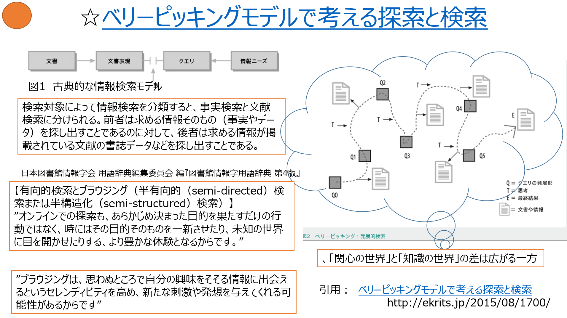 ☆ベリーピッキングモデルで考える探索と検索
文書
文書表現
クエリ
情報ニーズ
図1 古典的な情報検索モデル
検索対象によって情報検索を分類すると、事実検索と文献
検索に分けられる。前者は求める情報そのもの（事実やデー
タ）を探し出すことであるのに対して、後者は求める情報が掲
載されている文献の書誌データなどを探し出すことである。
日本図書館情報学会 用語辞典編集委員会 編『図書館情報学用語辞典 第4版』
【有向的検索とブラウジング（半有向的（semi-directed）検
索または半構造化（semi-structured）検索）】
”オンラインでの探索も、あらかじめ決まった目的を果たすだけの行
動ではなく、時にはその目的そのものを一新させたり、未知の世界
に目を開かせたりする、より豊かな体験となるからです。”
”ブラウジングは、思わぬところで自分の興味をそそる情報に出会え
るというセレンディピティを高め、新たな刺激や発想を与えてくれる可
能性があるからです”
Q2
T
T
T
T
Q4
E
Q1
Q3
Q5
Q0
Q = クエリの発展形
T = 思考
E = 最終結果
= 文書や情報
図2 ベリー・ピッキング・発展的検索
、「関心の世界」と「知識の世界」の差は広がる一方
引用： ベリーピッキングモデルで考える探索と検索
http://ekrits.jp/2015/08/1700/